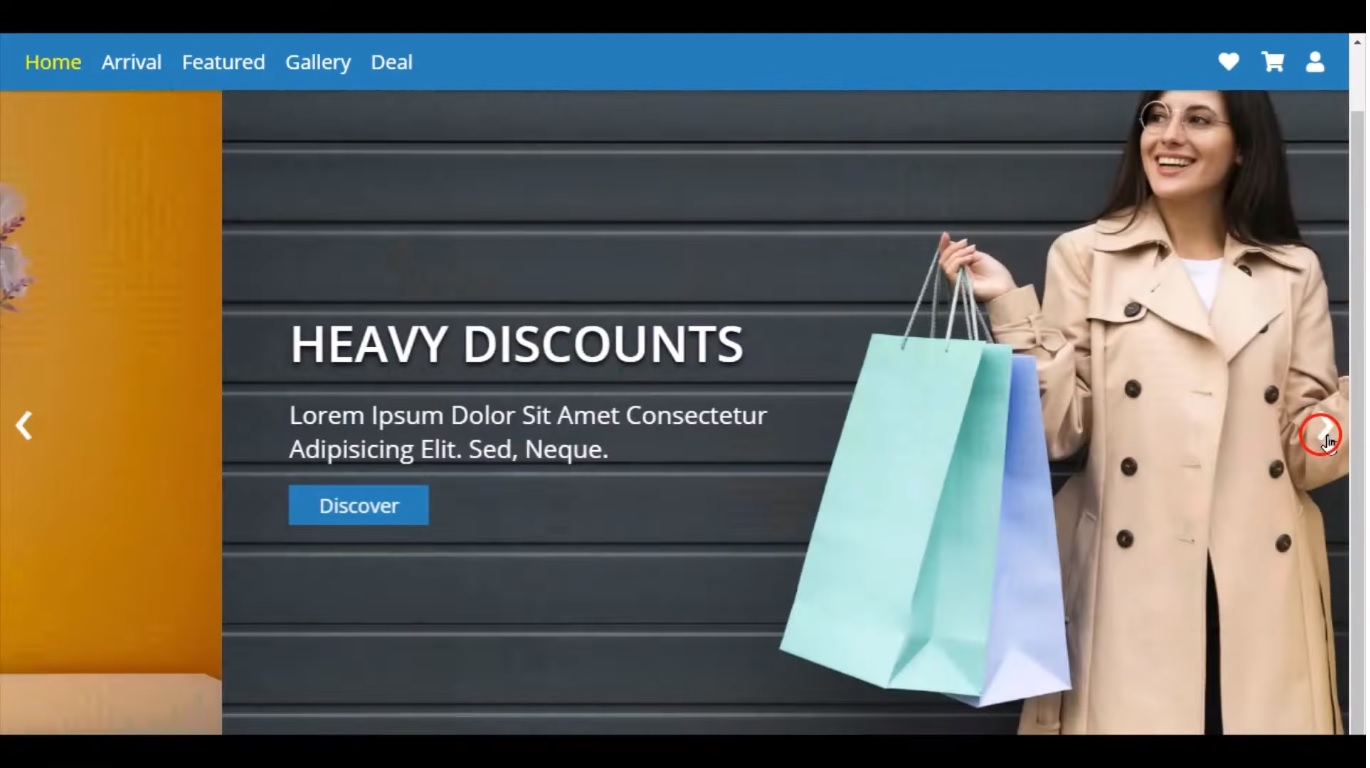 Home Arrival Featured Gallery Deal
HEAVY DISCOUNTS
Lorem Ipsum Dolor Sit Amet Consectetur
Adipisicing Elit. Sed, Neque.
Discover